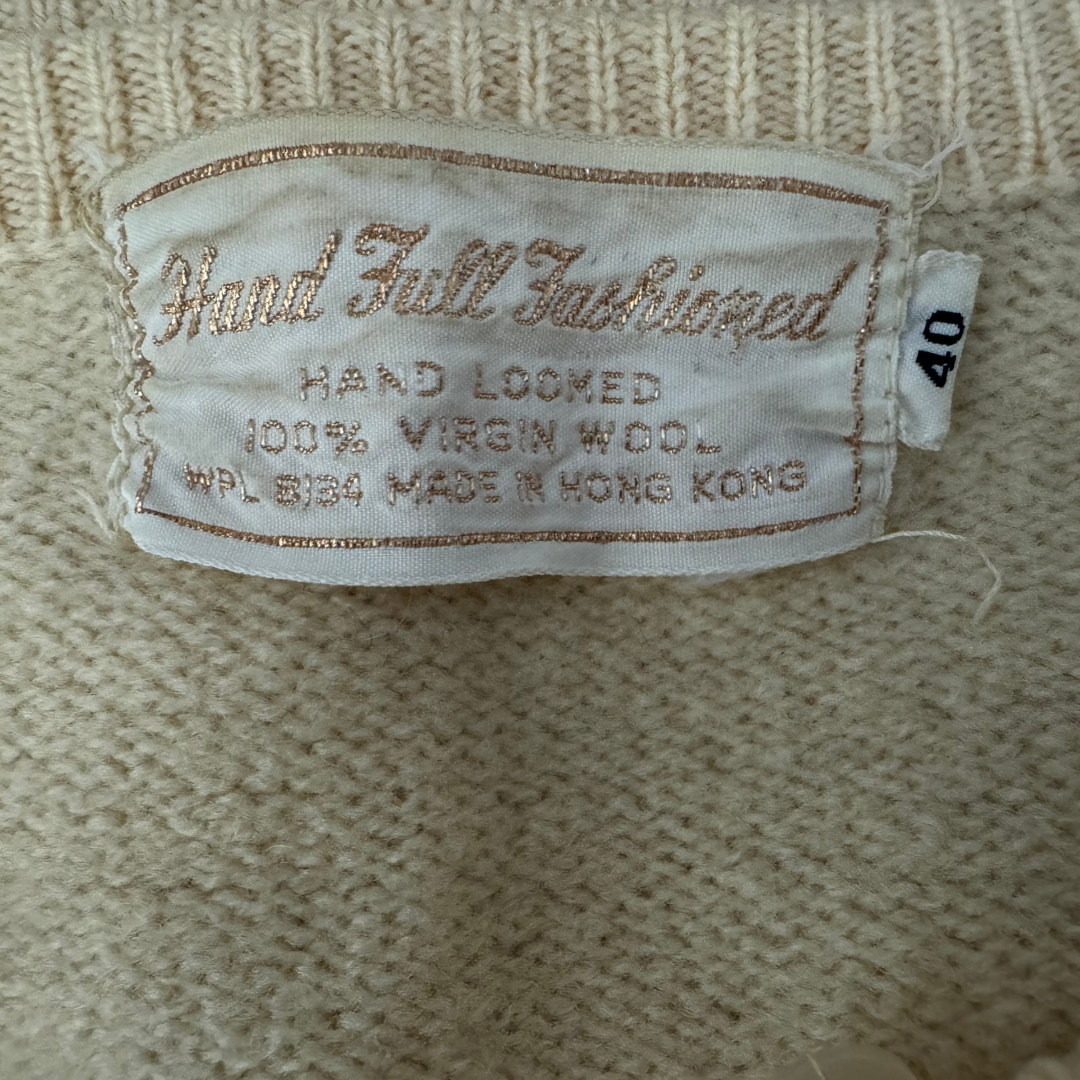 Hand Full Fashioned
HAND LOOMED
100% VIRGIN WOOL
WPL 8134 MADE IN HONG KONG
40